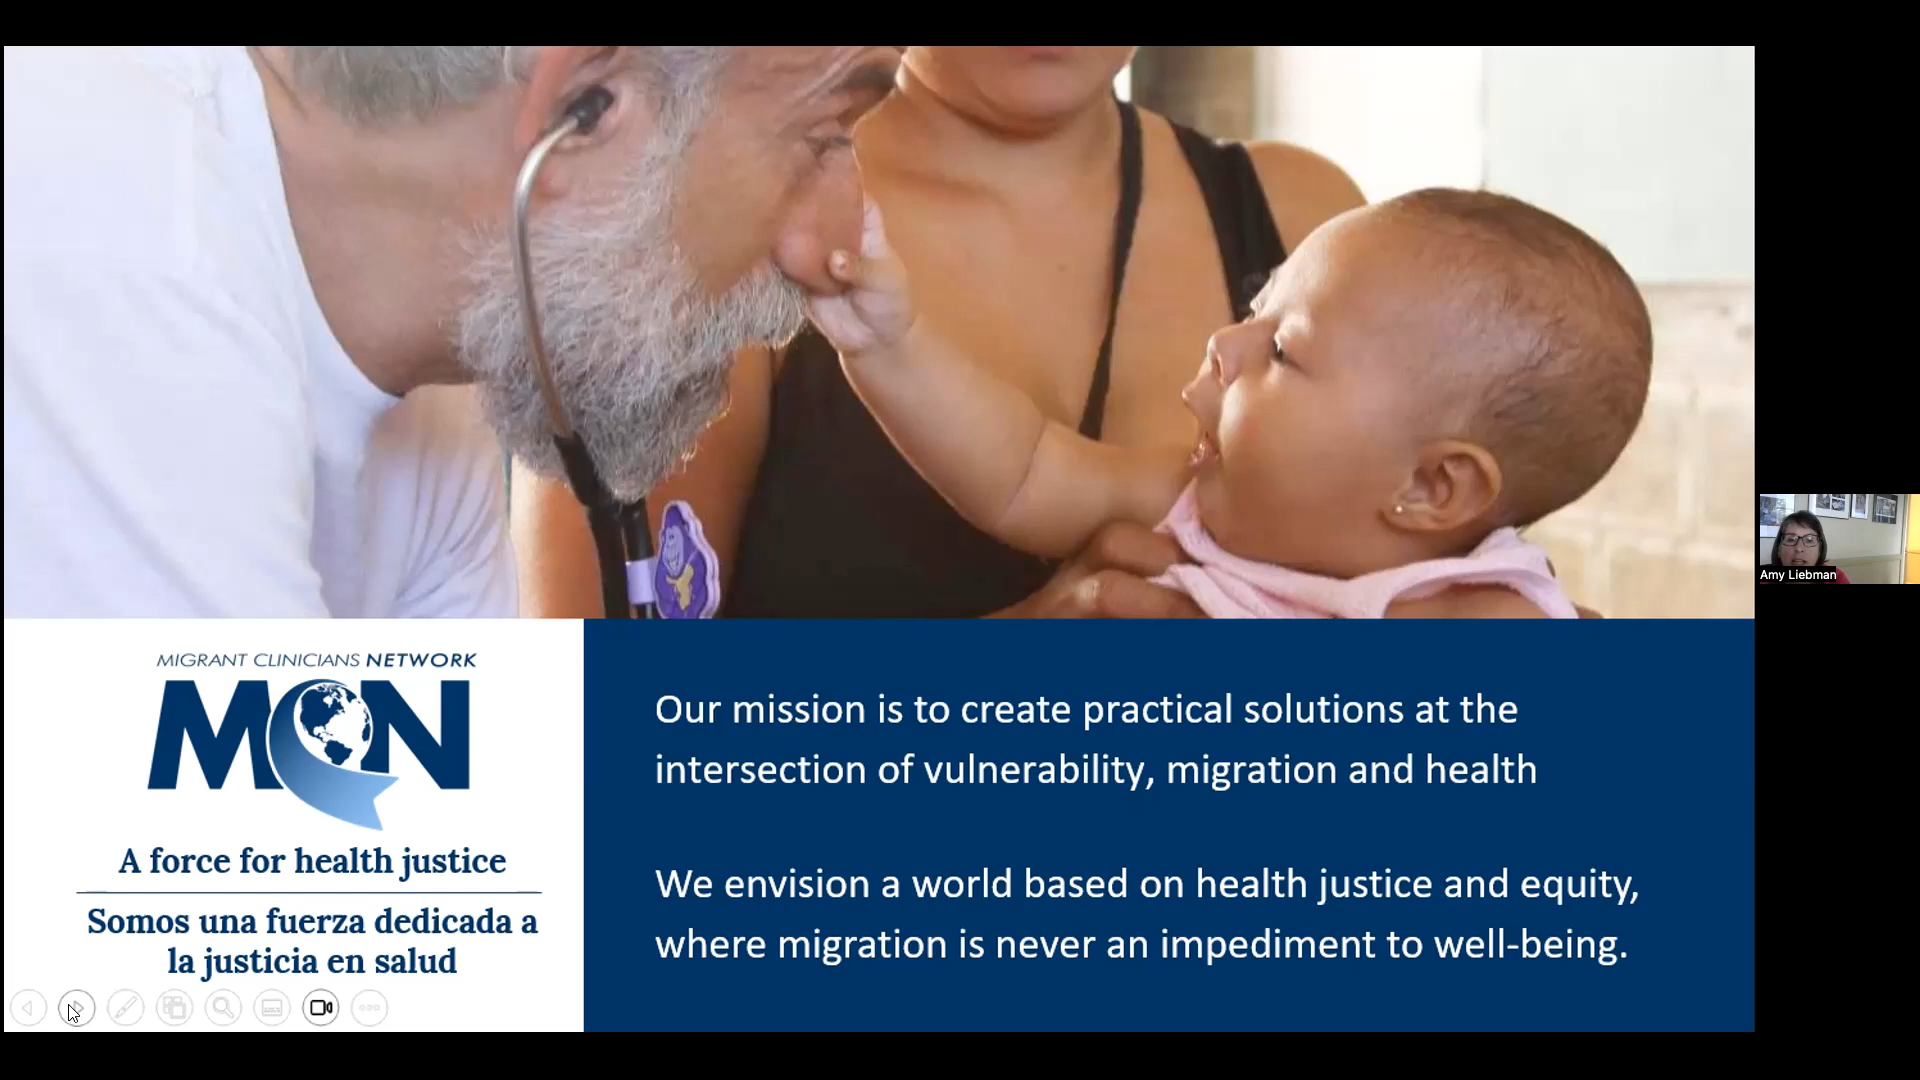 MIGRANT CLINICIANS NETWORK
MCN
A force for health justice
Somos una fuerza dedicada a
la justicia en salud
Our mission is to create practical solutions at the
intersection of vulnerability, migration and health
We envision a world based on health justice and equity,
where migration is never an impediment to well-being.
Amy Liebman